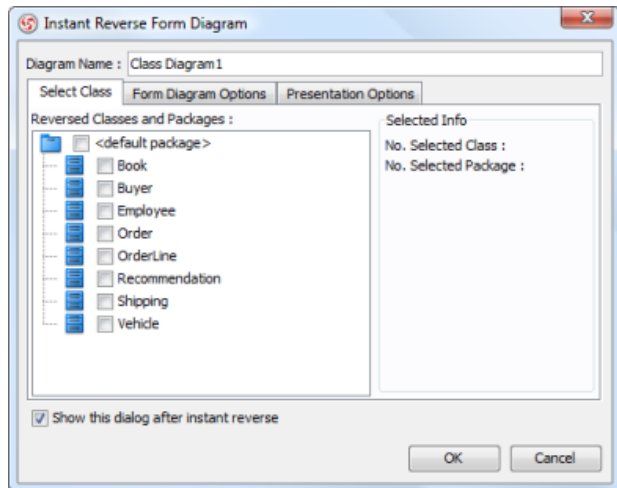 Instant Reverse Form Diagram
Diagram Name : Class Diagram1
Select Class Form Diagram Options Presentation Options
Reversed Classes and Packages :
<default package>
Book
Buyer
Employee
Order
OrderLine
Recommendation
Shipping
Vehicle
Selected Info
No. Selected Class :
No. Selected Package :
Show this dialog after instant reverse
OK Cancel